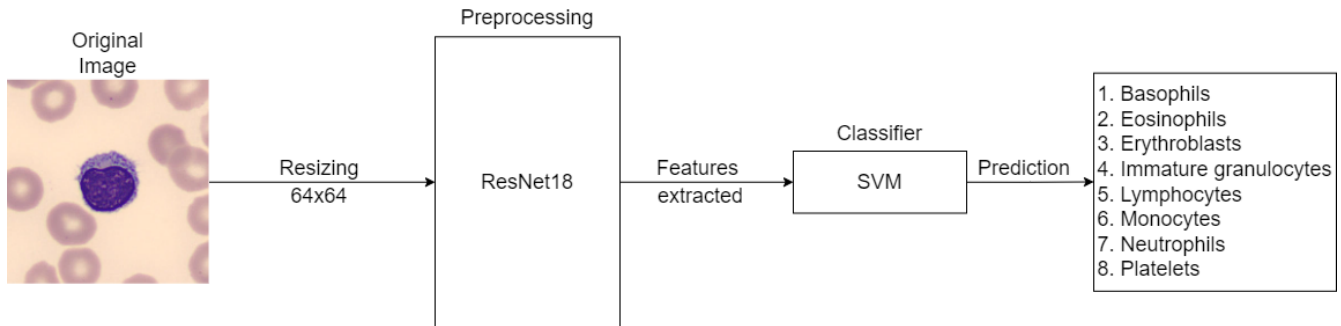 Original
Image
Resizing
64x64
Preprocessing
ResNet18
Features
extracted
Classifier
SVM
Prediction
1. Basophils
2. Eosinophils
3. Erythroblasts
4. Immature granulocytes
5. Lymphocytes
6. Monocytes
7. Neutrophils
8. Platelets